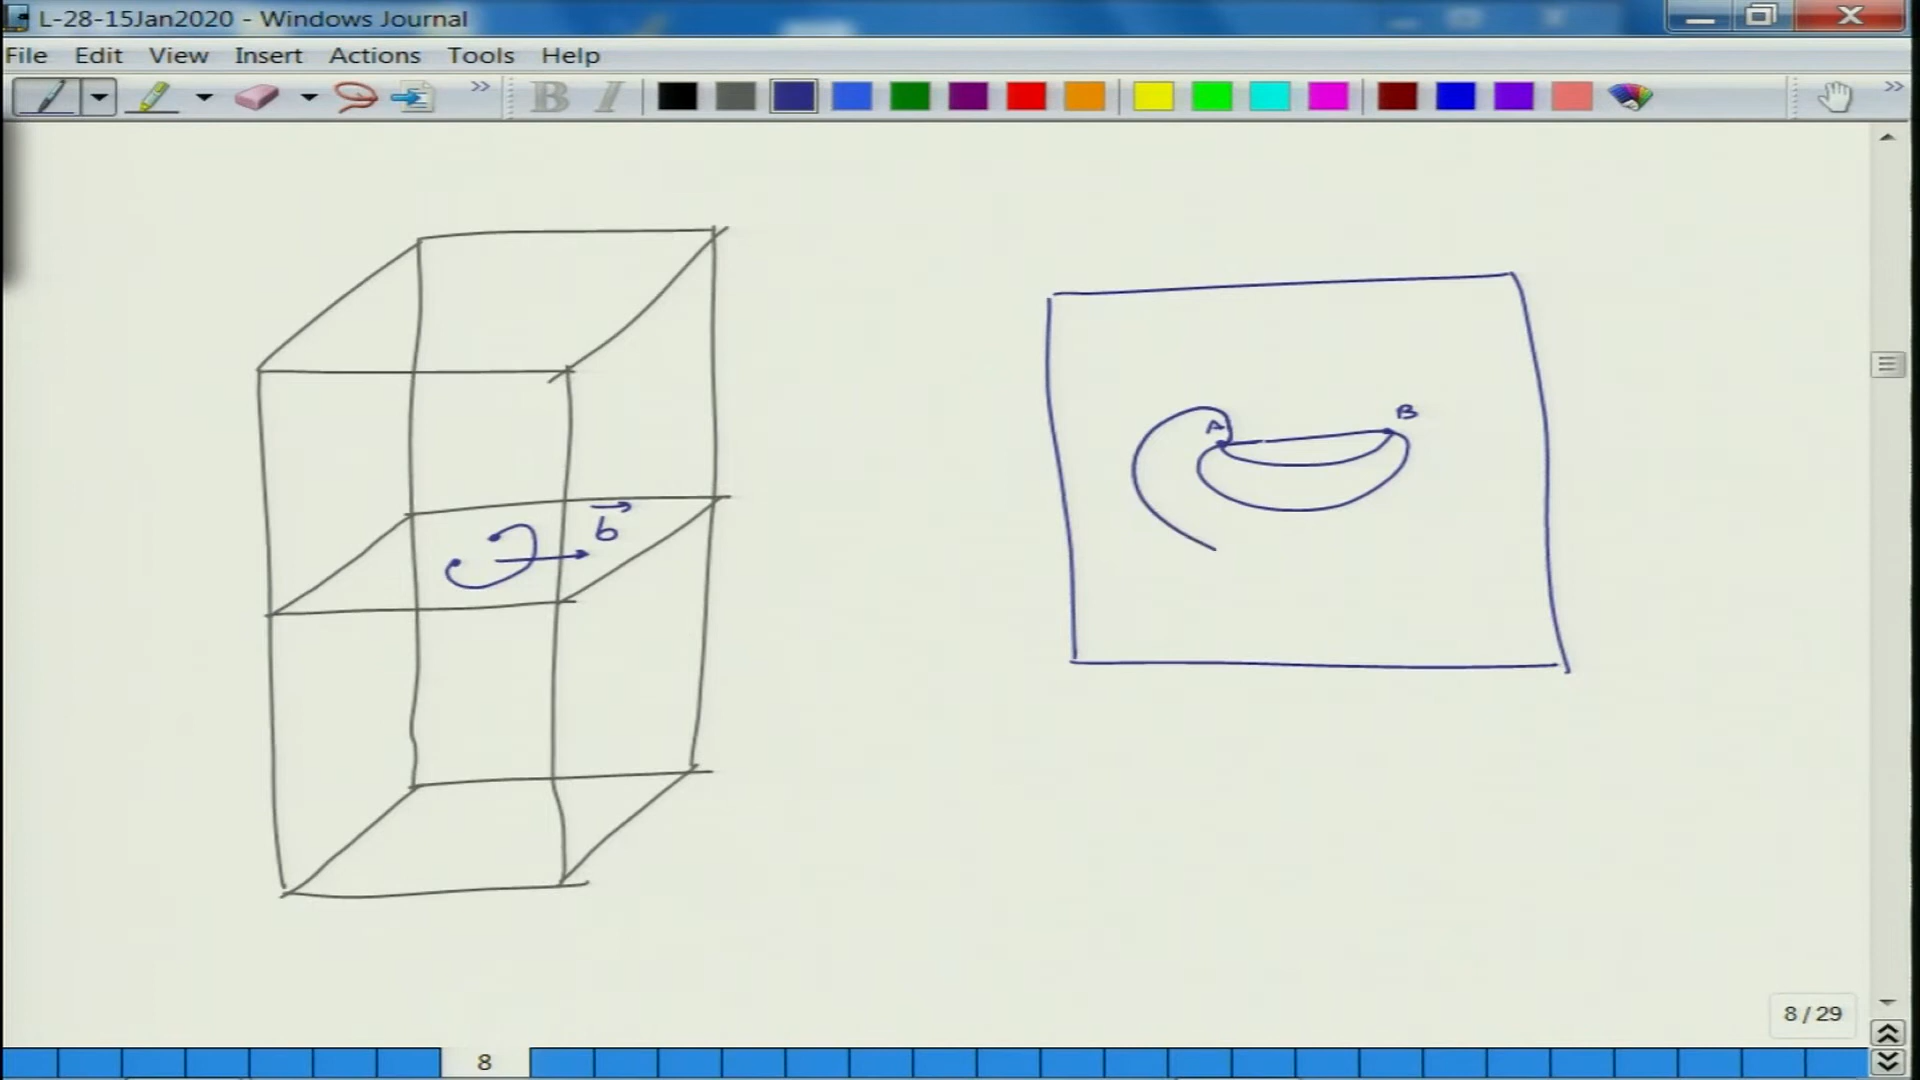 L-28-15Jan2020 - Windows Journal
File Edit View Insert Actions Tools Help
B I
A B
b
8 / 29
8